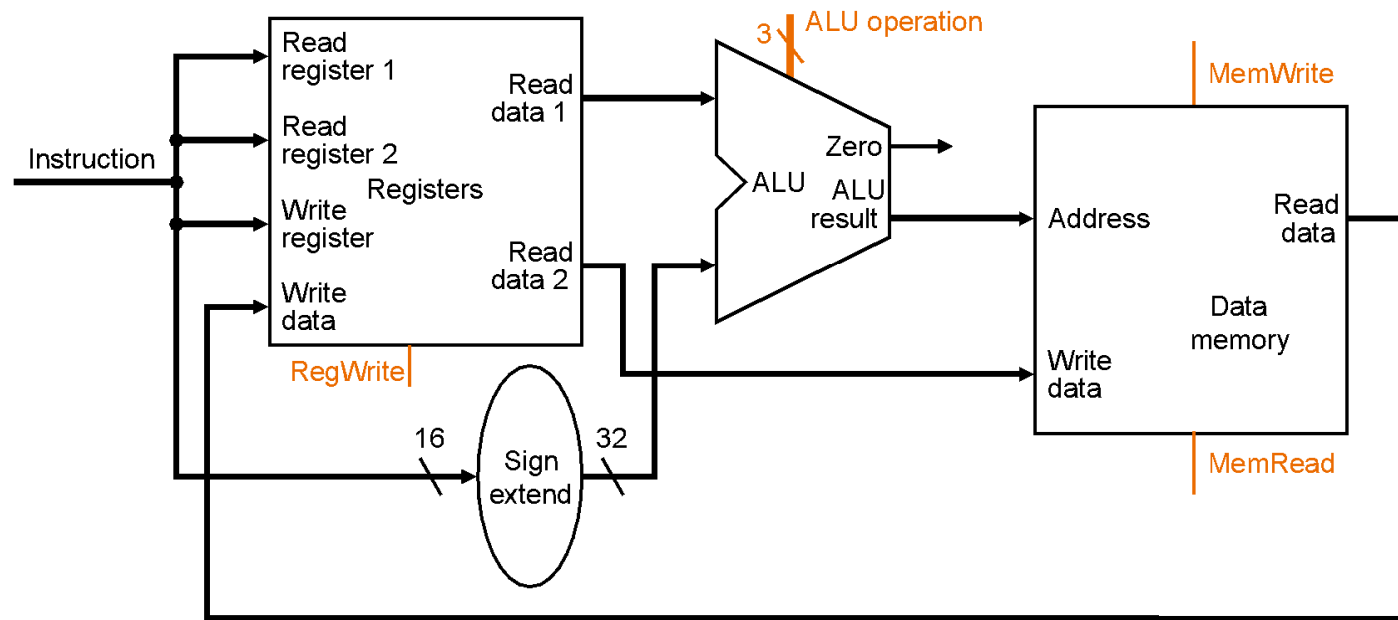 Instruction
Read
register 1
Read
register 2
Registers
Write
register
Write
data
Read
data 1
Read
data 2
RegWrite
16
Sign
extend
32
3
ALU operation
Zero
ALU
ALU
result
MemWrite
Address
Read
data
Data
memory
Write
data
MemRead